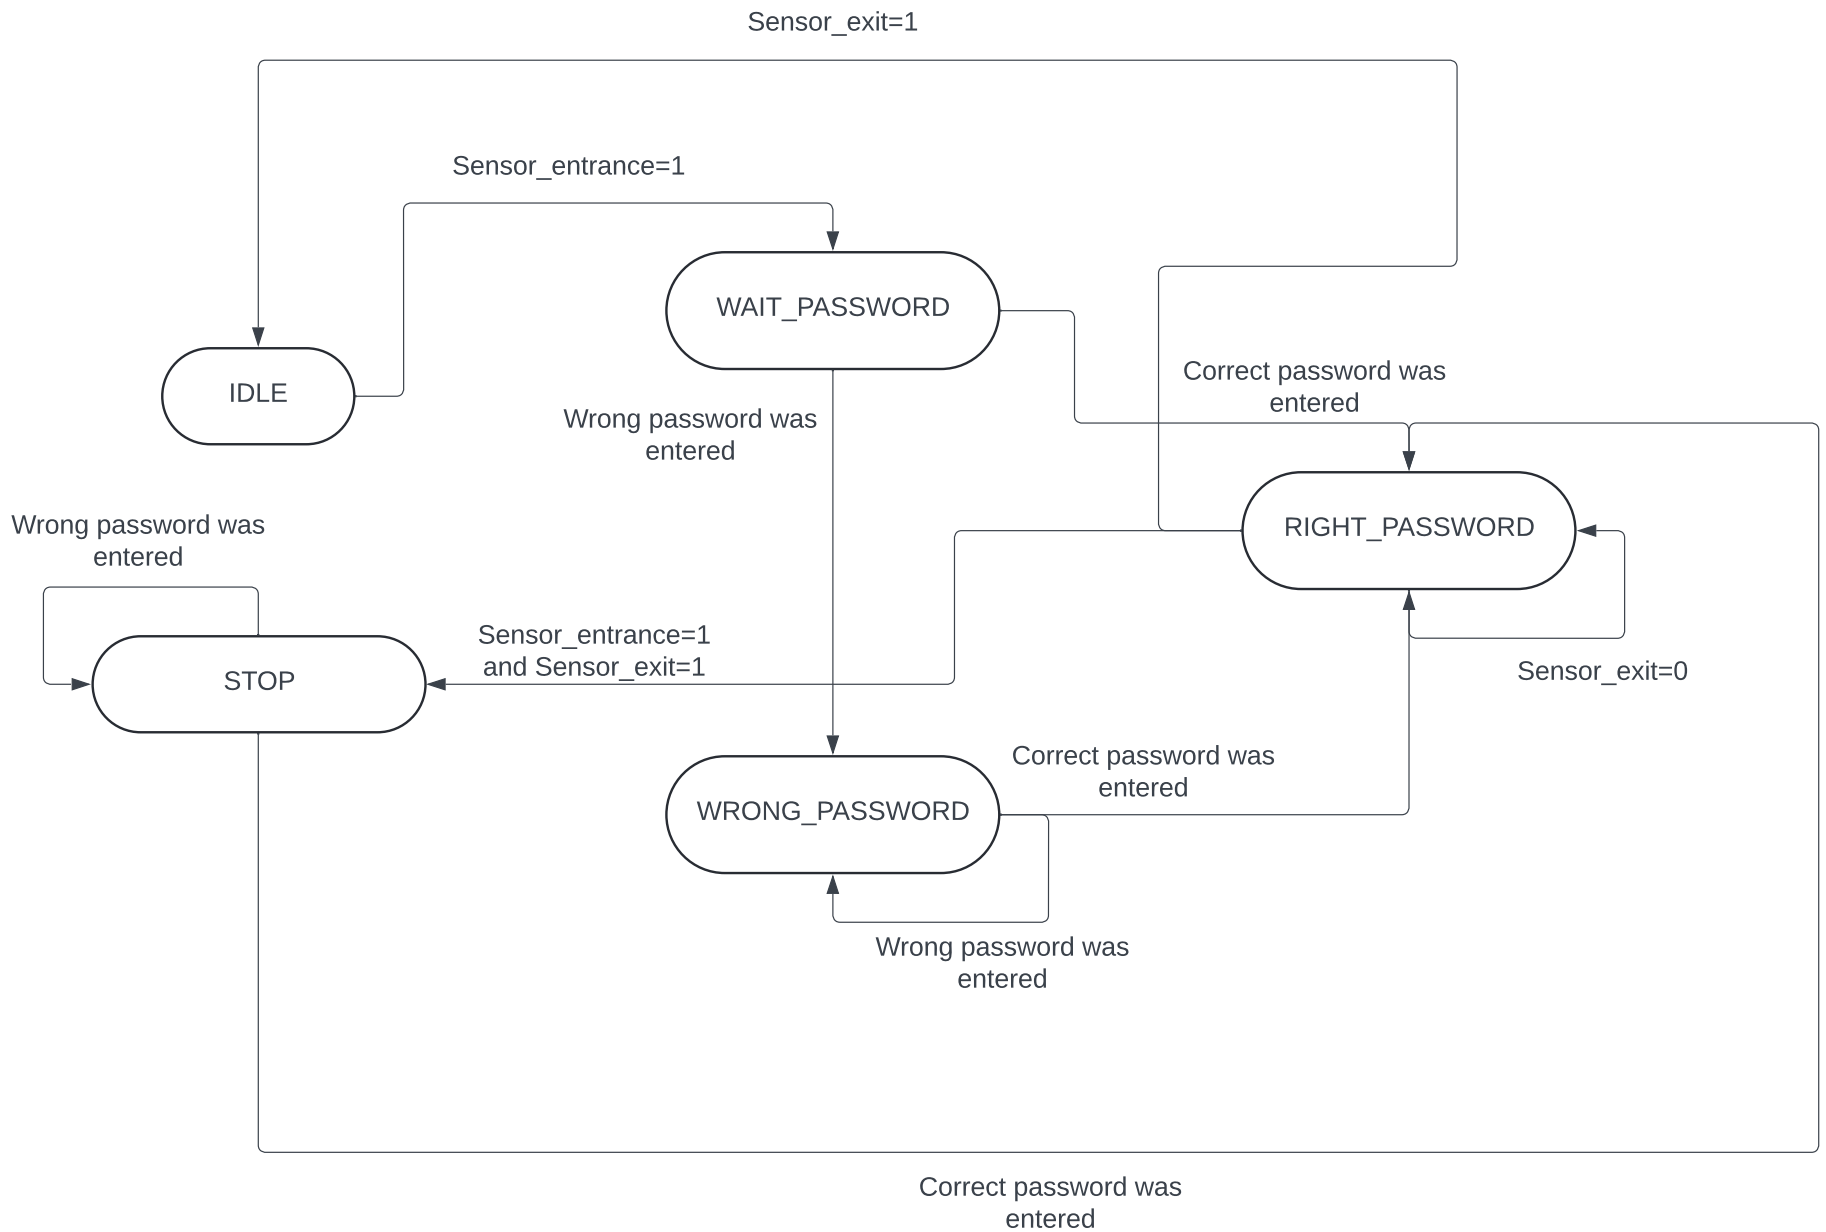 Sensor_exit=1
Sensor_entrance=1
WAIT_PASSWORD
IDLE
Correct password was
entered
Wrong password was
entered
RIGHT_PASSWORD
Wrong password was
entered
Sensor_entrance=1
and Sensor_exit=1
STOP
Sensor_exit=0
Correct password was
entered
WRONG_PASSWORD
Wrong password was
entered
Correct password was
entered